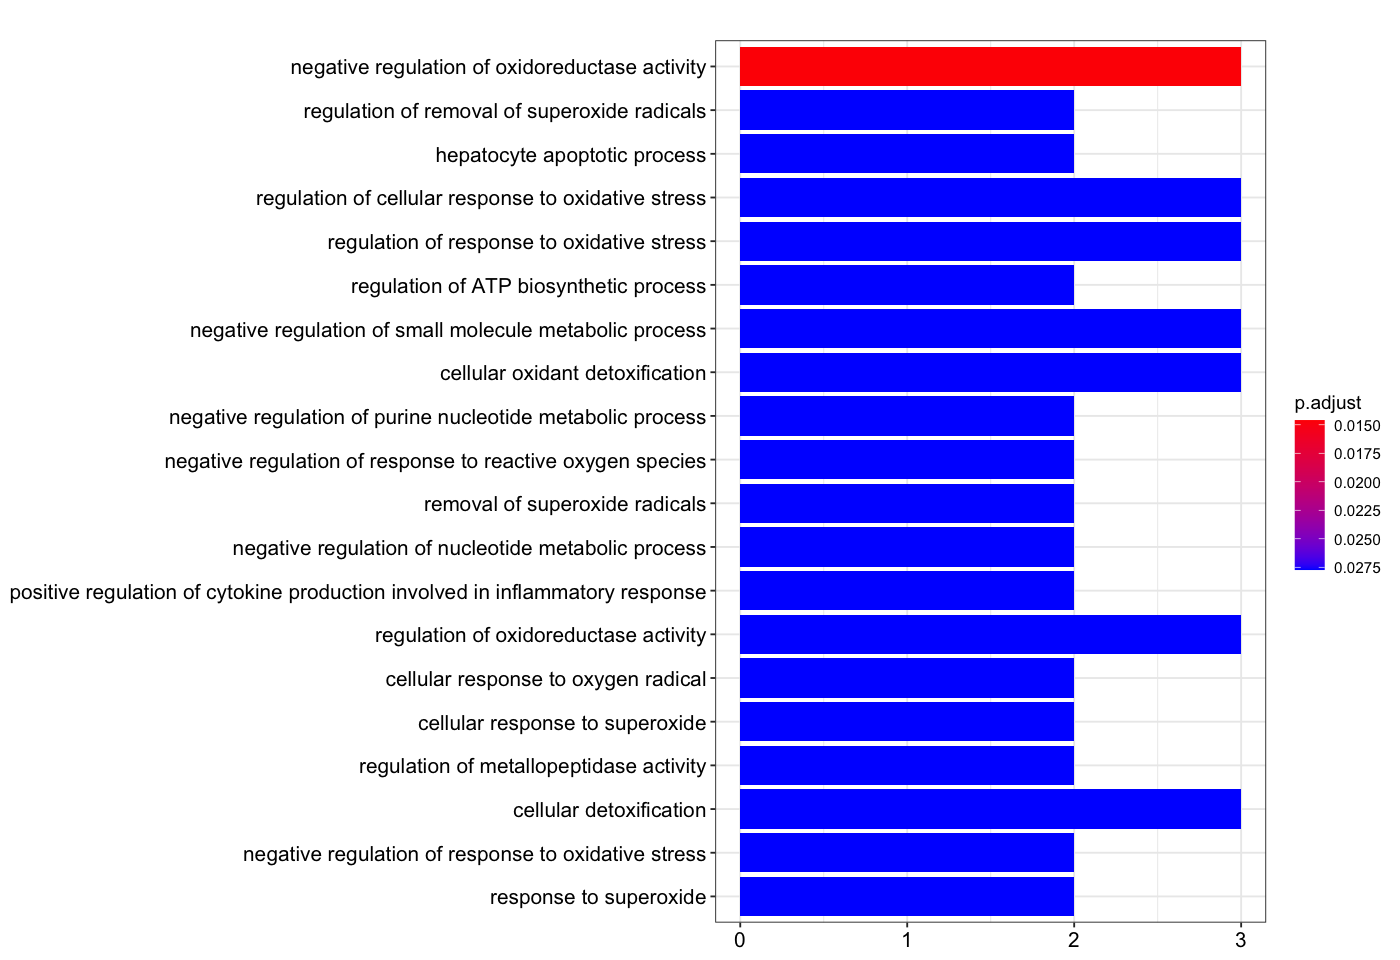 negative regulation of oxidoreductase activity
regulation of removal of superoxide radicals
hepatocyte apoptotic process
regulation of cellular response to oxidative stress
regulation of response to oxidative stress
regulation of ATP biosynthetic process
negative regulation of small molecule metabolic process
cellular oxidant detoxification
negative regulation of purine nucleotide metabolic process
negative regulation of response to reactive oxygen species
removal of superoxide radicals
negative regulation of nucleotide metabolic process
positive regulation of cytokine production involved in inflammatory response
regulation of oxidoreductase activity
cellular response to oxygen radical
cellular response to superoxide
regulation of metallopeptidase activity
cellular detoxification
negative regulation of response to oxidative stress
response to superoxide
0 1 2 3
p.adjust
0.0150
0.0175
0.0200
0.0225
0.0250
0.0275